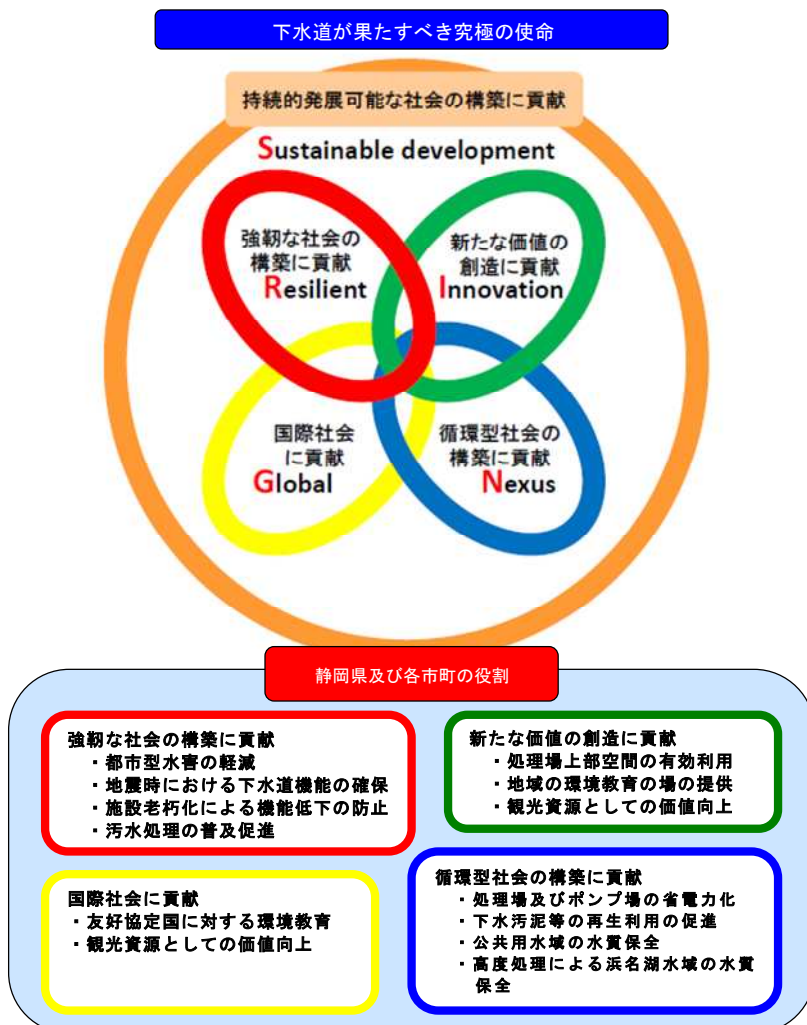 下水道が果たすべき究極の使命
持続的発展可能な社会の構築に貢献
Sustainable development
強靭な社会の
構築に貢献
Resilient
新たな価値の
創造に貢献
Innovation
国際社会
に貢献
Global
循環型社会の
構築に貢献
Nexus
静岡県及び各市町の役割
強靭な社会の構築に貢献
・都市型水害の軽減
・地震時における下水道機能の確保
・施設老朽化による機能低下の防止
・汚水処理の普及促進
新たな価値の創造に貢献
・処理場上部空間の有効利用
・地域の環境教育の場の提供
・観光資源としての価値向上
国際社会に貢献
・友好協定国に対する環境教育
・観光資源としての価値向上
循環型社会の構築に貢献
・処理場及びポンプ場の省電力化
・下水汚泥等の再生利用の促進
・公共用水域の水質保全
・高度処理による浜名湖水域の水質
保全